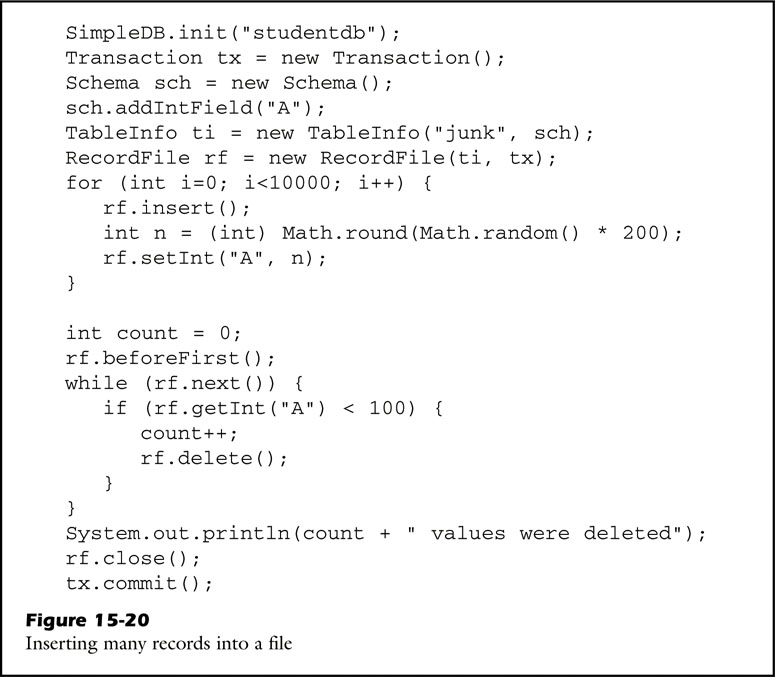 SimpleDB.init("studentdb");
Transaction tx = new Transaction();
Schema sch = new Schema();
sch.addIntField("A");
TableInfo ti = new TableInfo("junk", sch);
RecordFile rf = new RecordFile(ti, tx);
for (int i=0; i<10000; i++) {
   rf.insert();
   int n = (int) Math.round(Math.random() * 200);
   rf.setInt("A", n);
}

int count = 0;
rf.beforeFirst();
while (rf.next()) {
   if (rf.getInt("A") < 100) {
      count++;
      rf.delete();
   }
}
System.out.println(count + " values were deleted");
rf.close();
tx.commit();
Figure 15-20
Inserting many records into a file